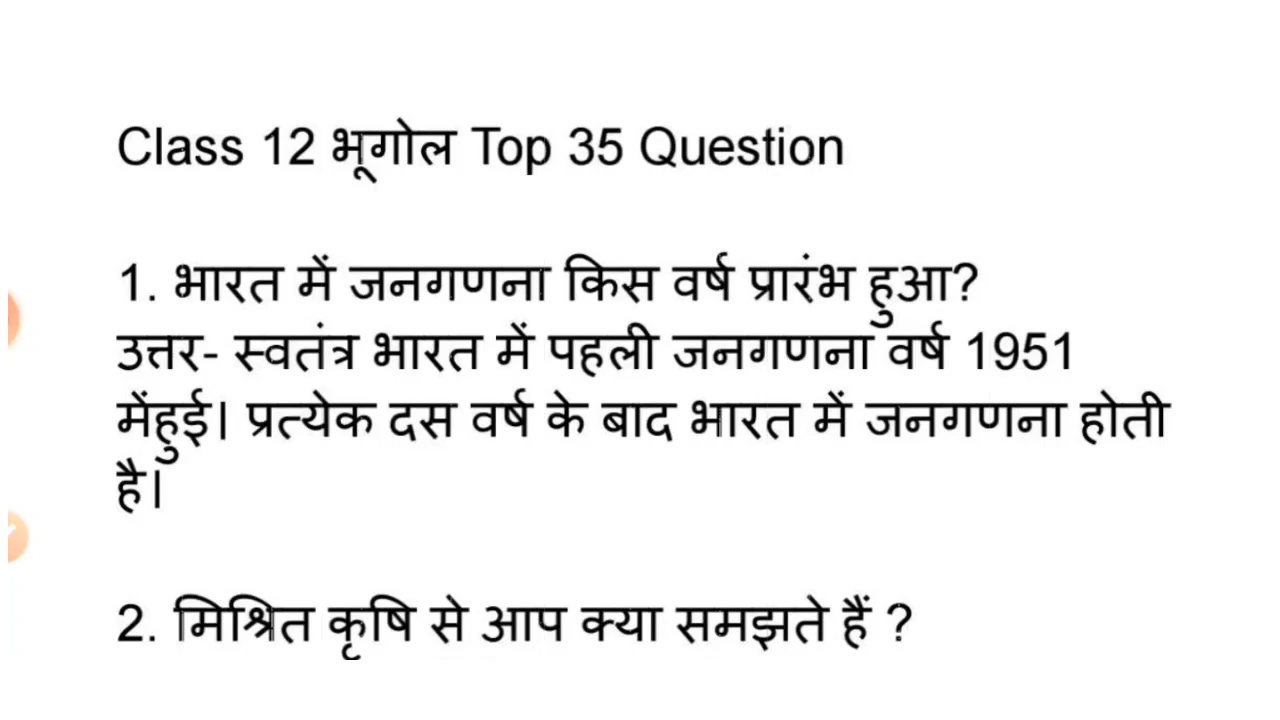 Class 12 भूगोल Top 35 Question
1. भारत में जनगणना किस वर्ष प्रारंभ हुआ?
उत्तर- स्वतंत्र भारत में पहली जनगणना वर्ष 1951
मेंहुई। प्रत्येक दस वर्ष के बाद भारत में जनगणना होती
है।
2. मिश्रित कृषि से आप क्या समझते हैं ?